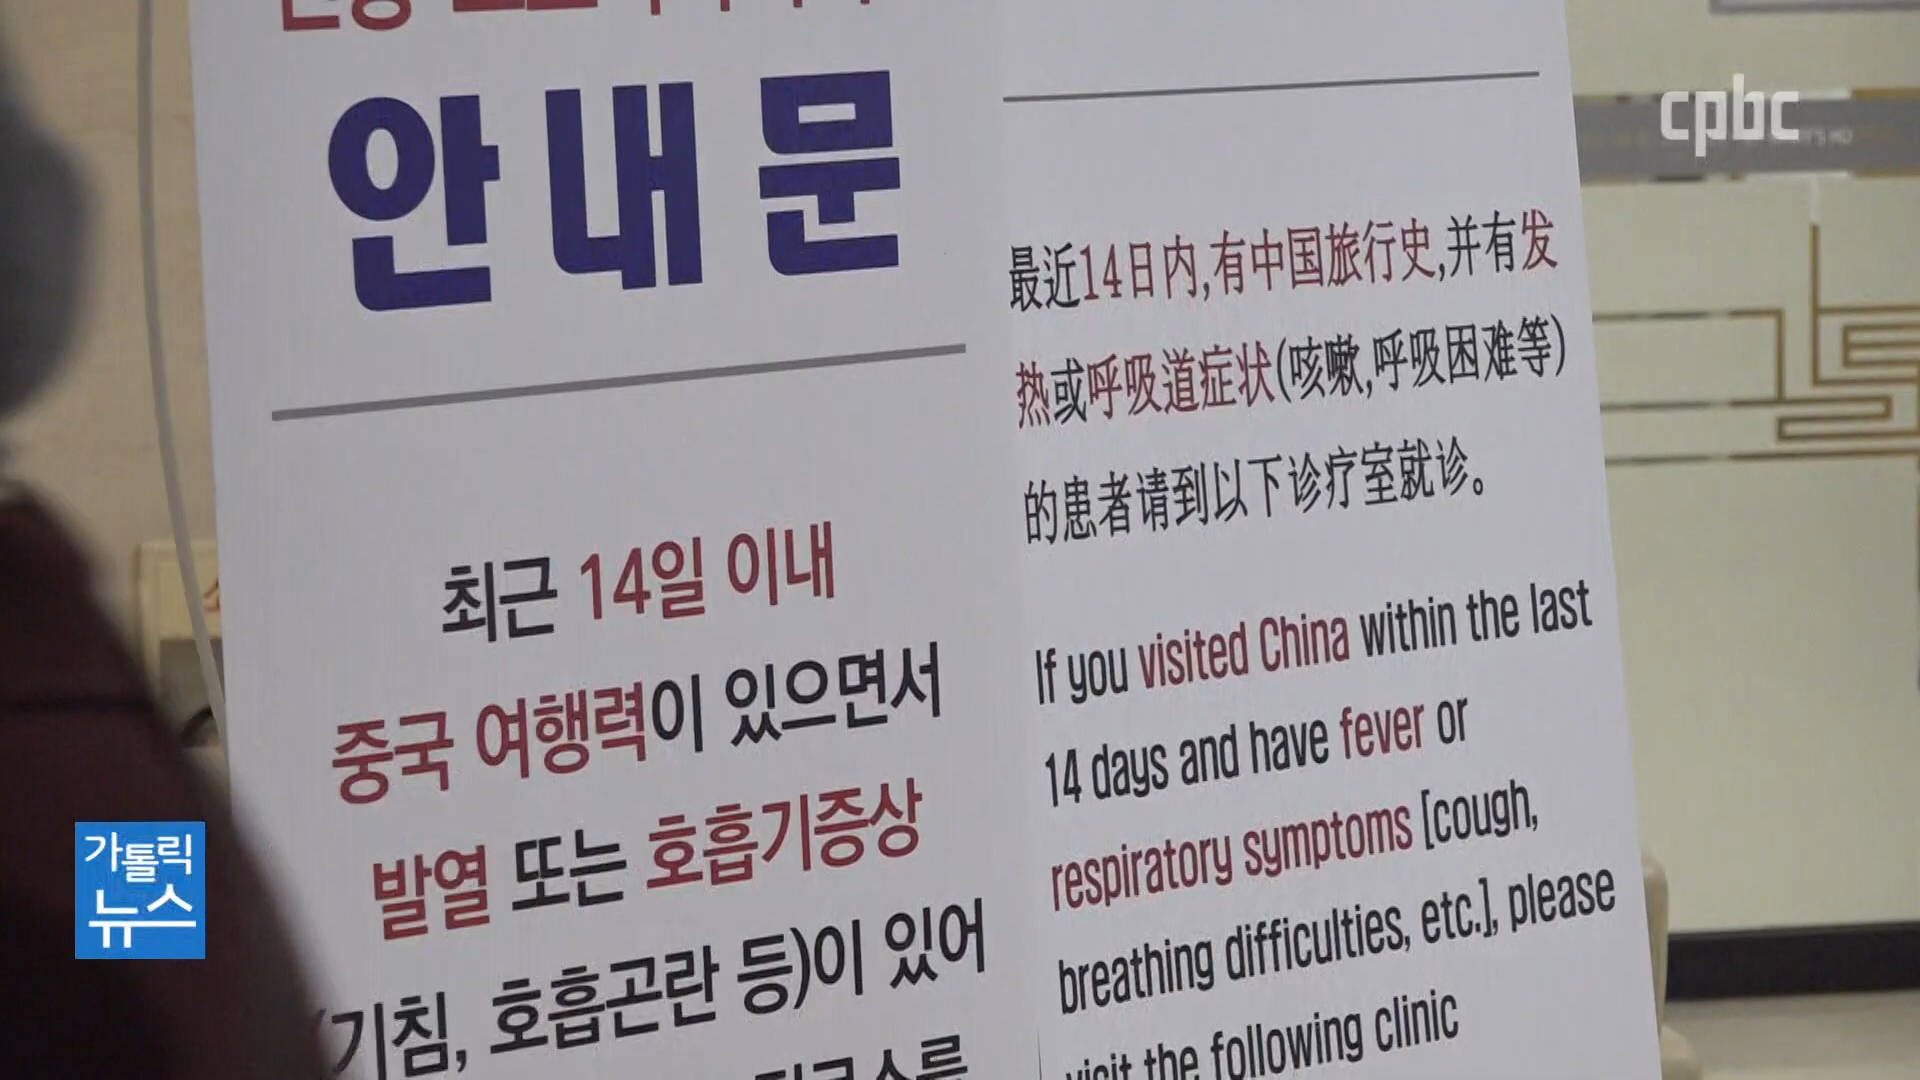 안내문
최근 14일 이내
중국 여행력이 있으면서
발열 또는 호흡기증상
(기침, 호흡곤란 등)이 있어
最近14日内,有中国旅行史,并有发
热或呼吸道症状(咳嗽,呼吸困难等)
的患者请到以下诊疗室就诊。
If you visited China within the last
14 days and have fever or
respiratory symptoms [cough,
breathing difficulties, etc.], please
visit the following clinic
cpbc
가톨릭
뉴스